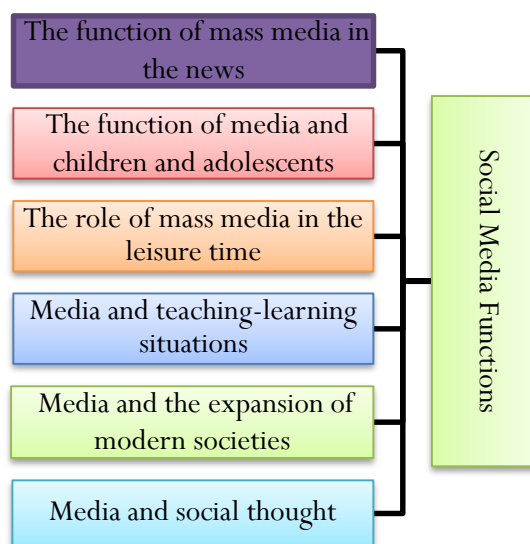 The function of mass media in
the news
The function of media and
children and adolescents
The role of mass media in the
leisure time
Media and teaching-learning
situations
Media and the expansion of
modern societies
Media and social thought
Social Media Functions